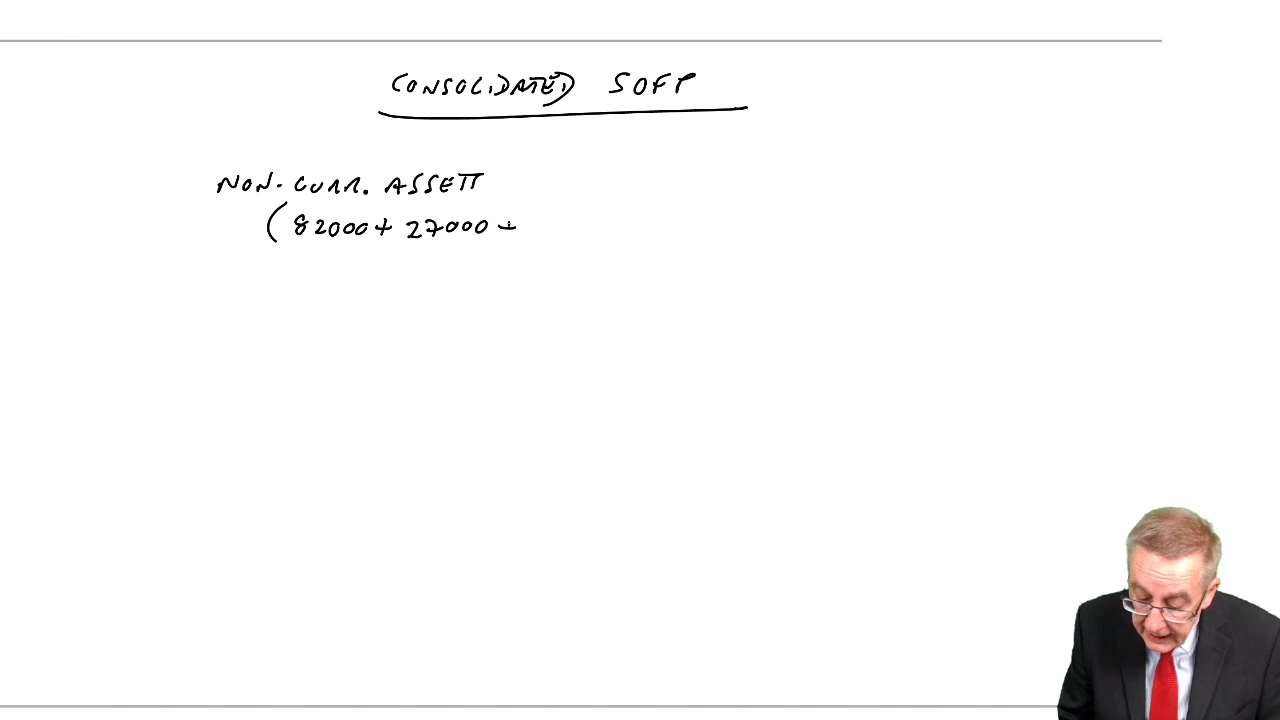 CONSOLIDATED SOFP
NON-CURR. ASSETS
(82000 + 27000 +